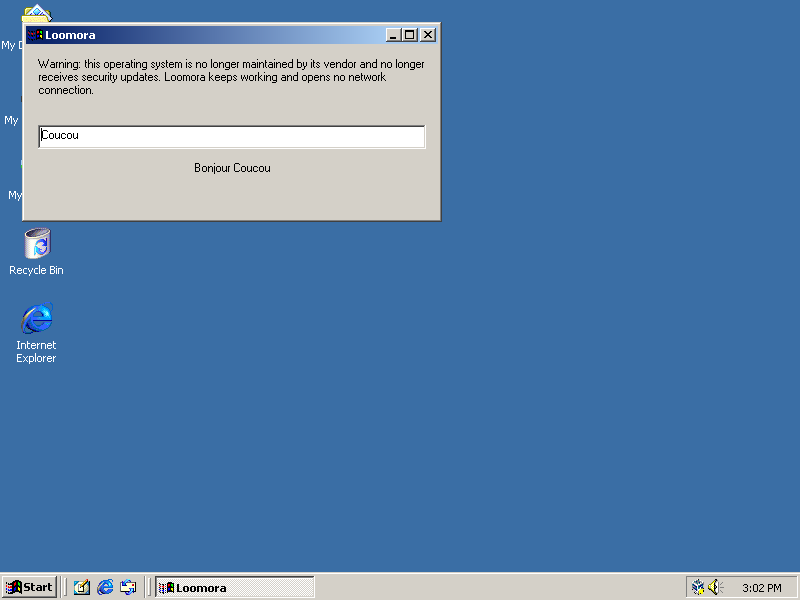 Loomora
Warning: this operating system is no longer maintained by its vendor and no longer
receives security updates. Loomora keeps working and opens no network
connection.
Coucou
Bonjour Coucou
My
My
My
Recycle Bin
Internet
Explorer
Start
Loomora
3:02 PM